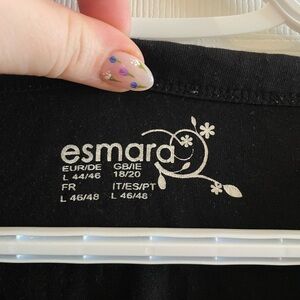 esmara
EUR/DE GB/IE
L 44/46 18/20
FR IT/ES/PT
L 46/48 L 46/48